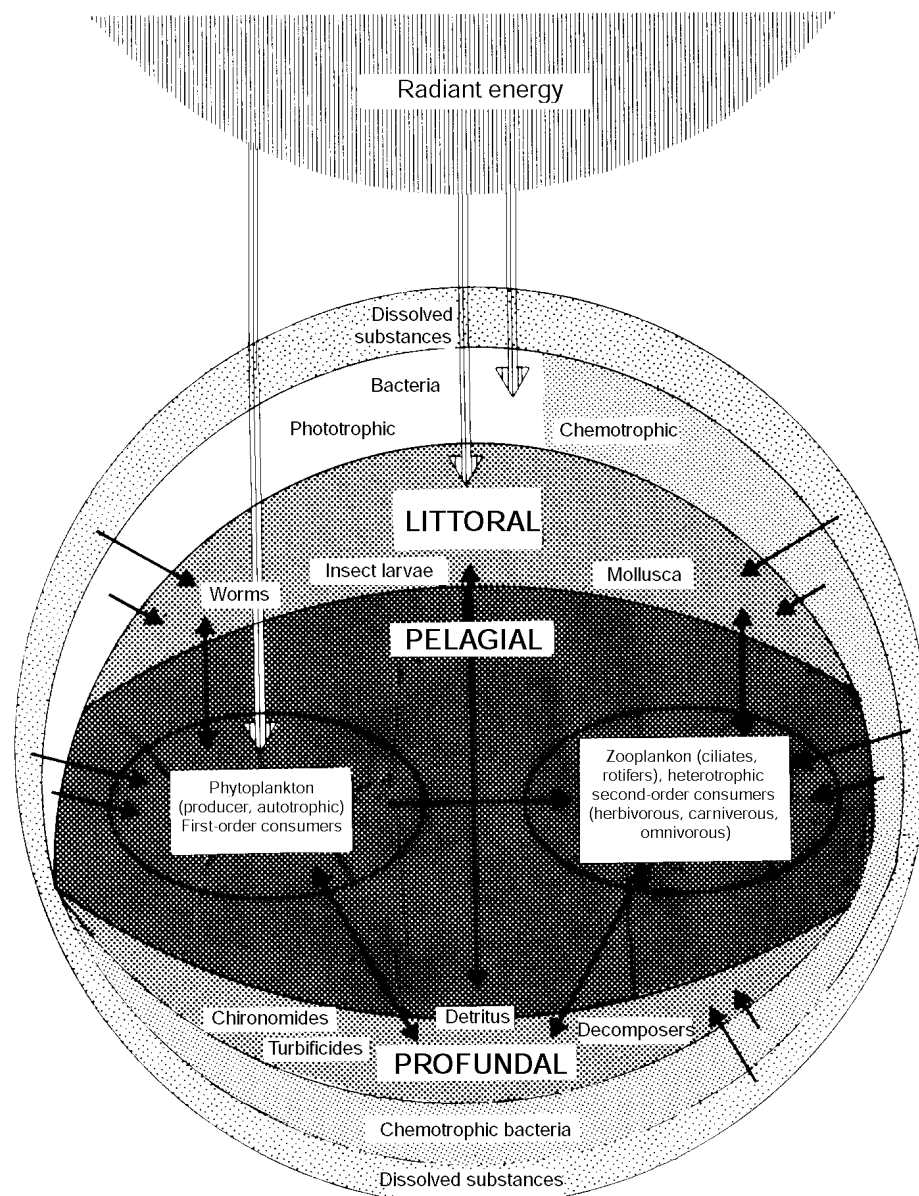 Radiant energy
Dissolved
substances
Bacteria
Phototrophic
Chemotrophic
LITTORAL
Insect larvae
Mollusca
Worms
PELAGIAL
Phytoplankton
(producer, autotrophic)
First-order consumers
Zooplankon (ciliates,
rotifers), heterotrophic
second-order consumers
(herbivorous, carniverous,
omnivorous)
Chironomides
Detritus
Decomposers
Turbificides
PROFUNDAL
Chemotrophic bacteria
Dissolved substances